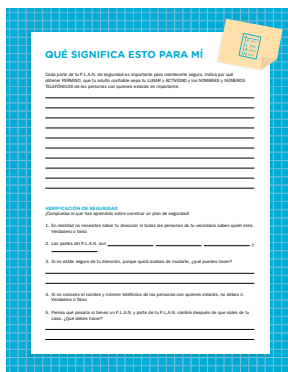 QUÉ SIGNIFICA ESTO PARA MÍ
Cada parte de tu P.L.A.N. de seguridad es importante para mantenerte seguro. Indica por qué
obtener PERMISO, que tu adulto confiable sepa tu LUGAR y ACTIVIDAD y los NOMBRES y NÚMEROS
TELEFÓNICOS de las personas con quienes estarás es importante.
VERIFICACIÓN DE SEGURIDAD
¡Comprueba lo que has aprendido sobre construir un plan de seguridad!
1. En realidad no necesitas saber tu dirección si todas las personas de tu vecindario saben quién eres.
Verdadero o falso
2. Las partes del P.L.A.N. son , , y
3. Si no estás seguro de tu dirección, porque quizá acabas de mudarte, ¿qué puedes hacer?
4. Si no conoces el nombre y número telefónico de las personas con quienes estarás, no debes ir.
Verdadero o falso
5. Piensa qué pasaría si tienes un P.L.A.N. y parte de tu P.L.A.N. cambia después de que sales de tu
casa. ¿Qué debes hacer?